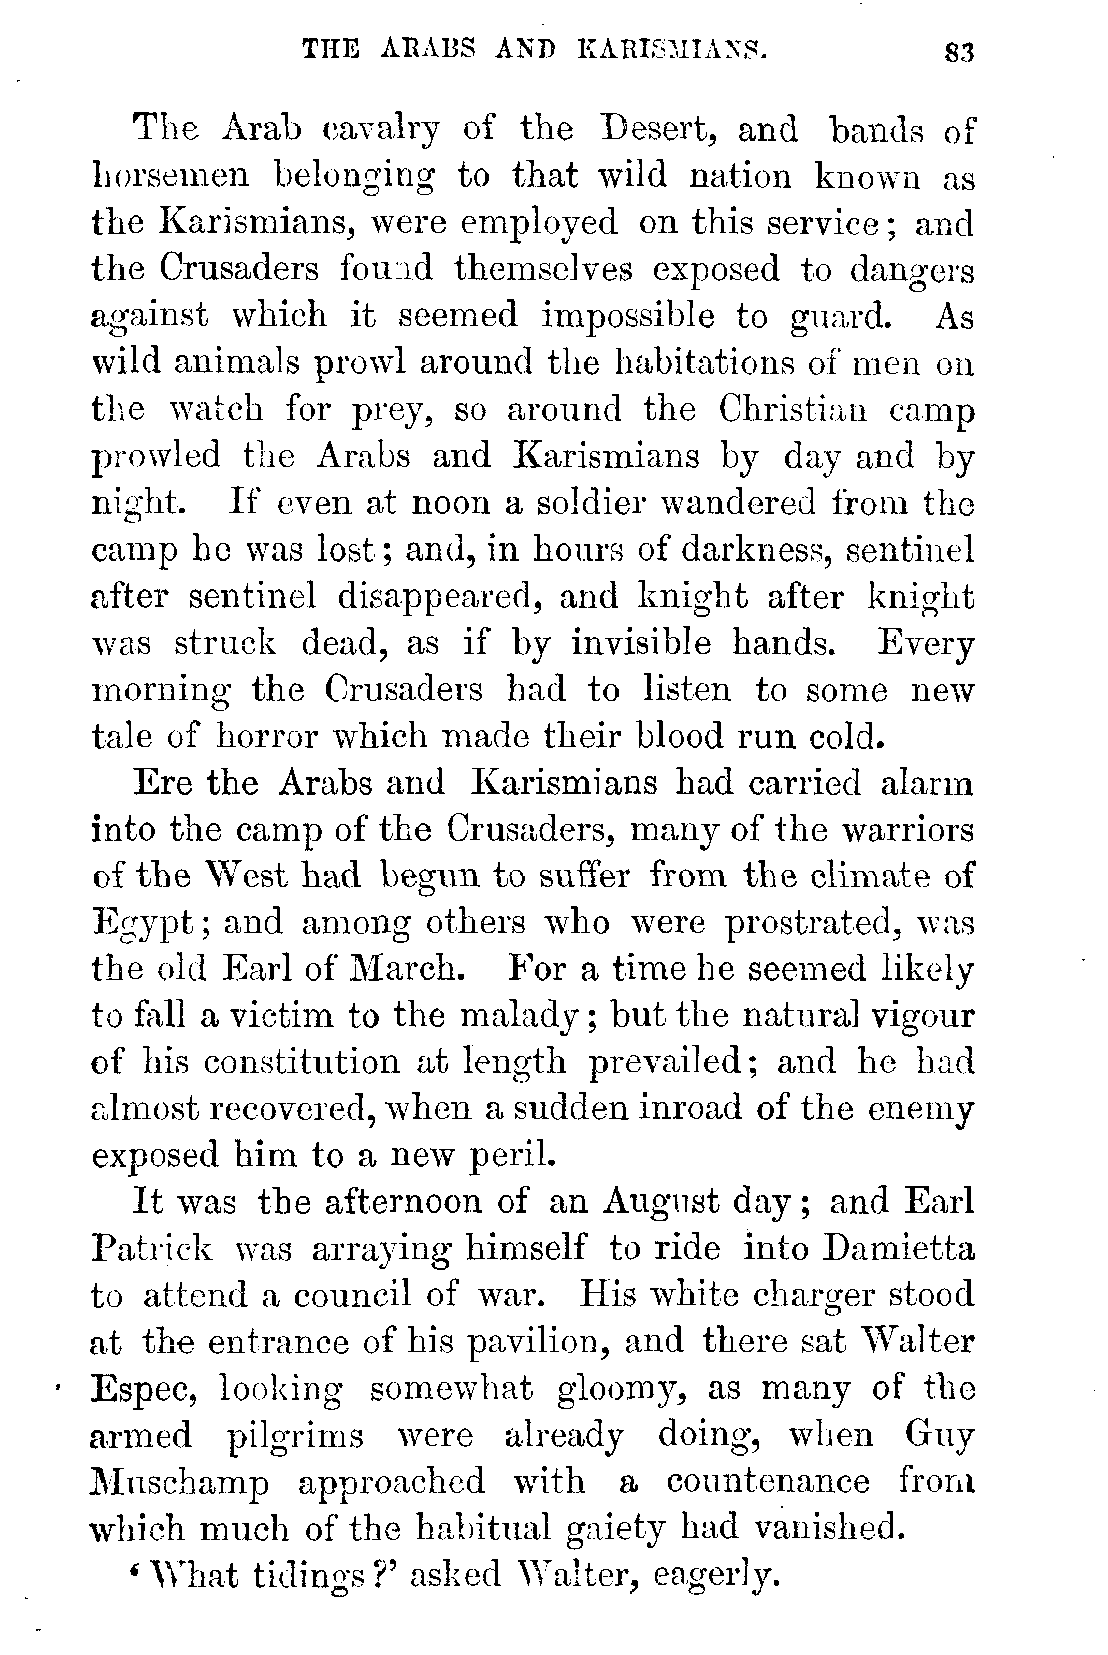 THE ARABS AND KARISMIANS. 83
The Arab cavalry of the Desert, and bands of
horsemen belonging to that wild nation known as
the Karismians, were employed on this service; and
the Crusaders found themselves exposed to dangers
against which it seemed impossible to guard. As
wild animals prowl around the habitations of men on
the watch for prey, so around the Christian camp
prowled the Arabs and Karismians by day and by
night. If even at noon a soldier wandered from the
camp he was lost; and, in hours of darkness, sentinel
after sentinel disappeared, and knight after knight
was struck dead, as if by invisible hands. Every
morning the Crusaders had to listen to some new
tale of horror which made their blood run cold.
Ere the Arabs and Karismians had carried alarm
into the camp of the Crusaders, many of the warriors
of the West had begun to suffer from the climate of
Egypt; and among others who were prostrated, was
the old Earl of March. For a time he seemed likely
to fall a victim to the malady; but the natural vigour
of his constitution at length prevailed; and he had
almost recovered, when a sudden inroad of the enemy
exposed him to a new peril.
It was the afternoon of an August day; and Earl
Patrick was arraying himself to ride into Damietta
to attend a council of war. His white charger stood
at the entrance of his pavilion, and there sat Walter
Espec, looking somewhat gloomy, as many of the
armed pilgrims were already doing, when Guy
Muschamp approached with a countenance from
which much of the habitual gaiety had vanished.
‘What tidings?’ asked Walter, eagerly.